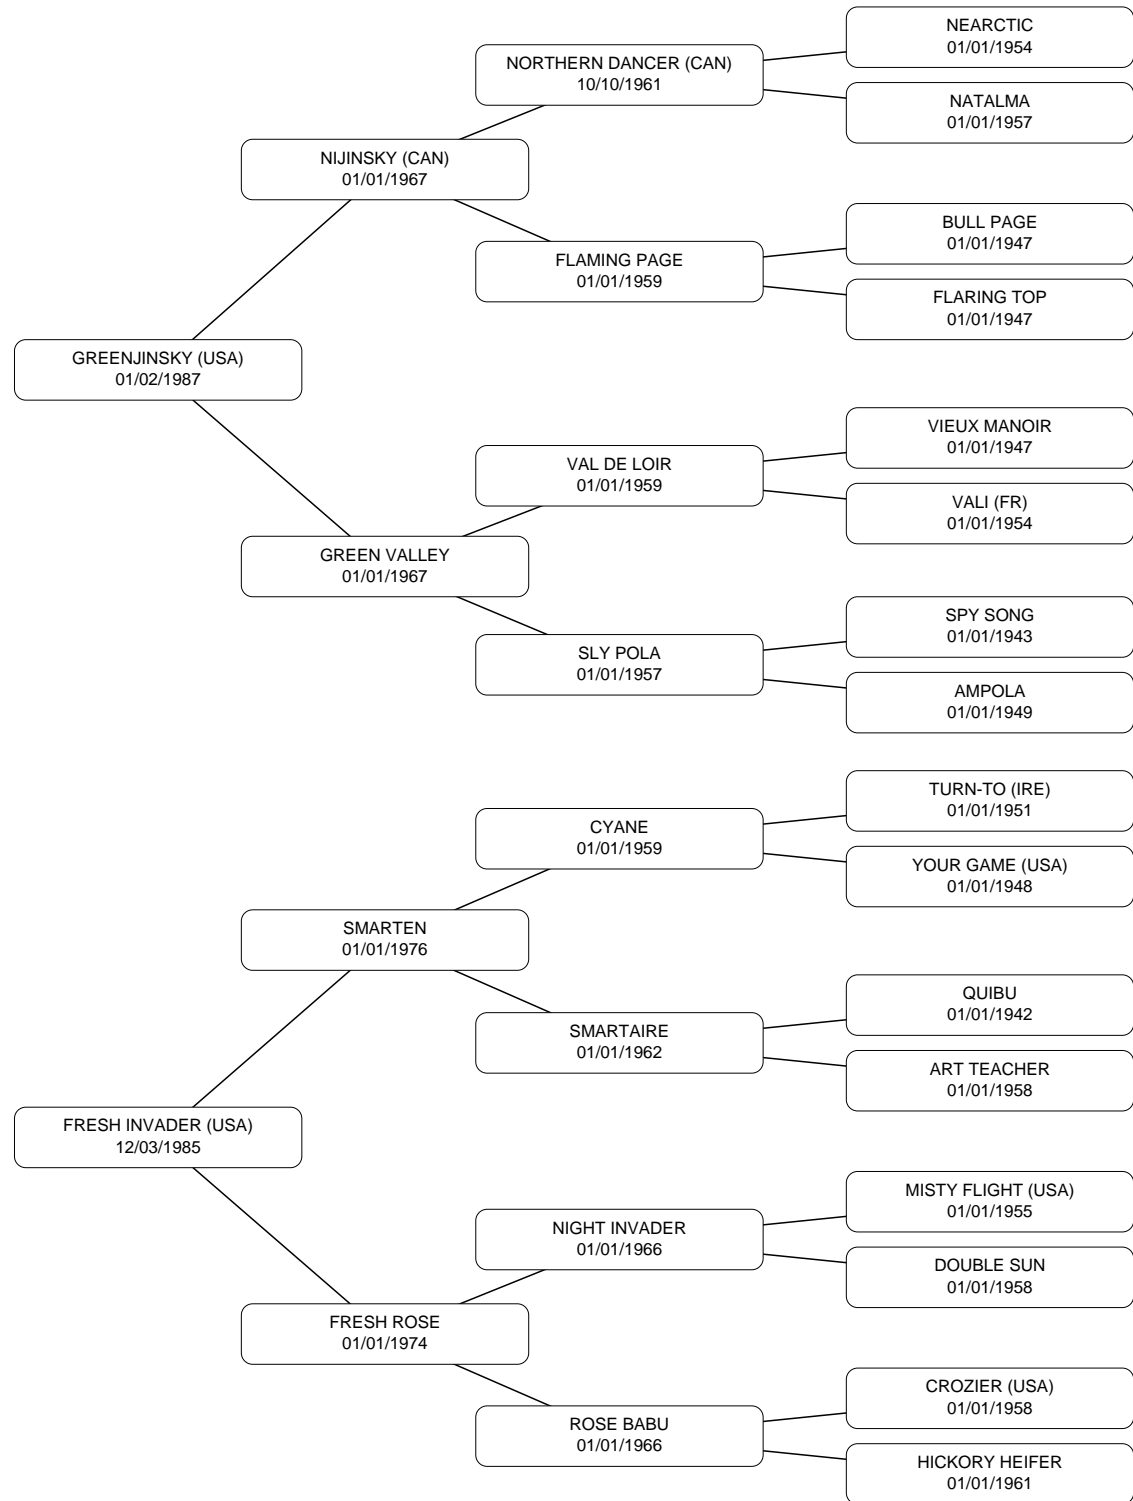 NEARCTIC
01/01/1954
NORTHERN DANCER (CAN)
10/10/1961
NATALMA
01/01/1957
NIJINSKY (CAN)
01/01/1967
BULL PAGE
01/01/1947
FLAMING PAGE
01/01/1959
FLARING TOP
01/01/1947
GREENJINSKY (USA)
01/02/1987
VIEUX MANOIR
01/01/1947
VAL DE LOIR
01/01/1959
VALI (FR)
01/01/1954
GREEN VALLEY
01/01/1967
SPY SONG
01/01/1943
SLY POLA
01/01/1957
AMPOLA
01/01/1949
TURN-TO (IRE)
01/01/1951
CYANE
01/01/1959
YOUR GAME (USA)
01/01/1948
SMARTEN
01/01/1976
QUIBU
01/01/1942
SMARTAIRE
01/01/1962
ART TEACHER
01/01/1958
FRESH INVADER (USA)
12/03/1985
MISTY FLIGHT (USA)
01/01/1955
NIGHT INVADER
01/01/1966
DOUBLE SUN
01/01/1958
FRESH ROSE
01/01/1974
CROZIER (USA)
01/01/1958
ROSE BABU
01/01/1966
HICKORY HEIFER
01/01/1961